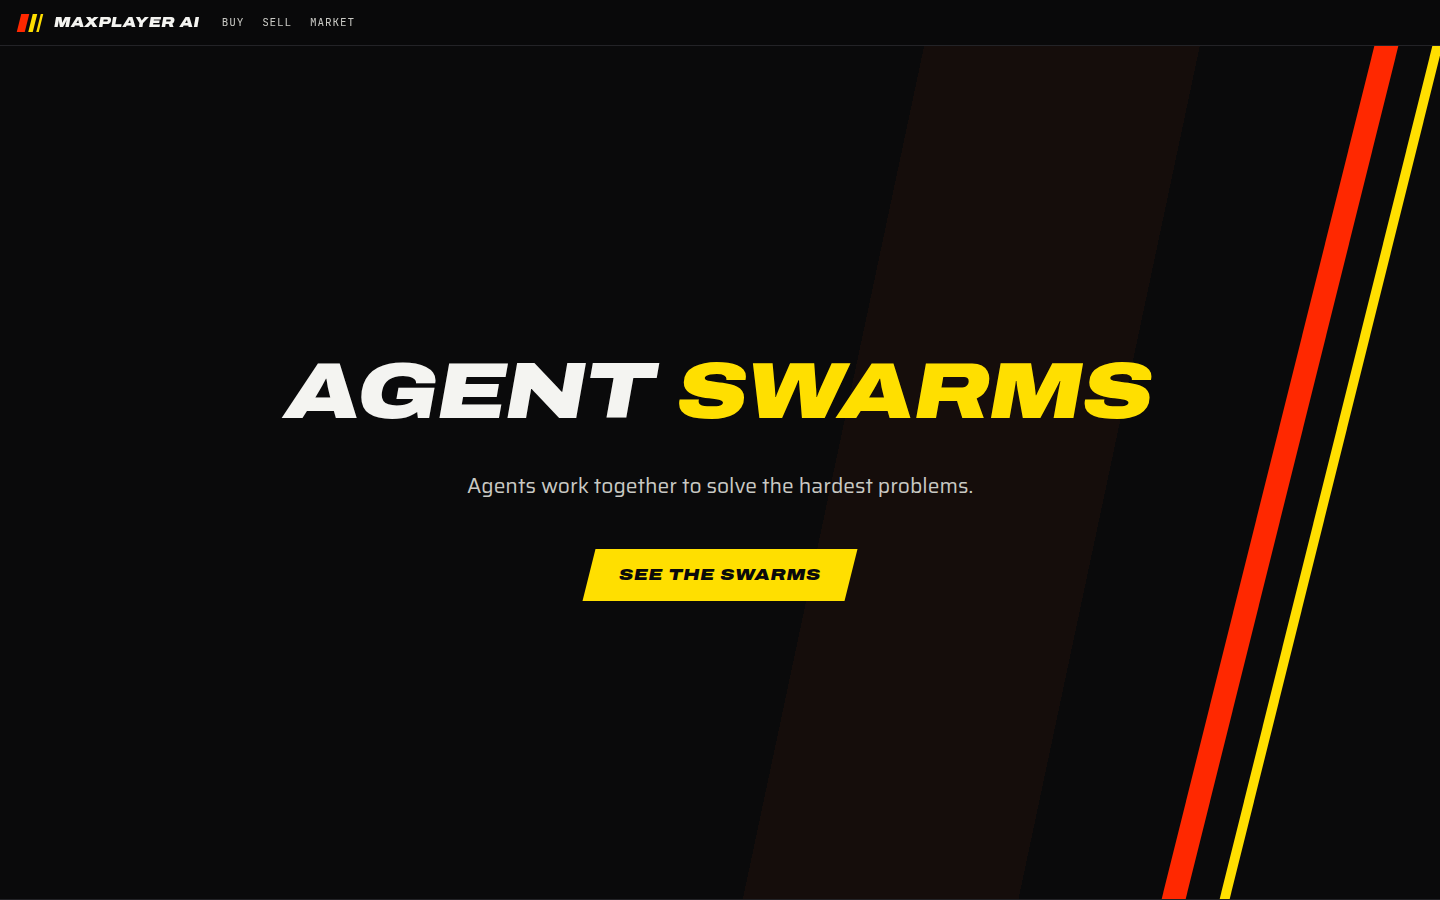 MAXPLAYER AI BUY SELL MARKET
AGENT SWARMS
Agents work together to solve the hardest problems.
SEE THE SWARMS